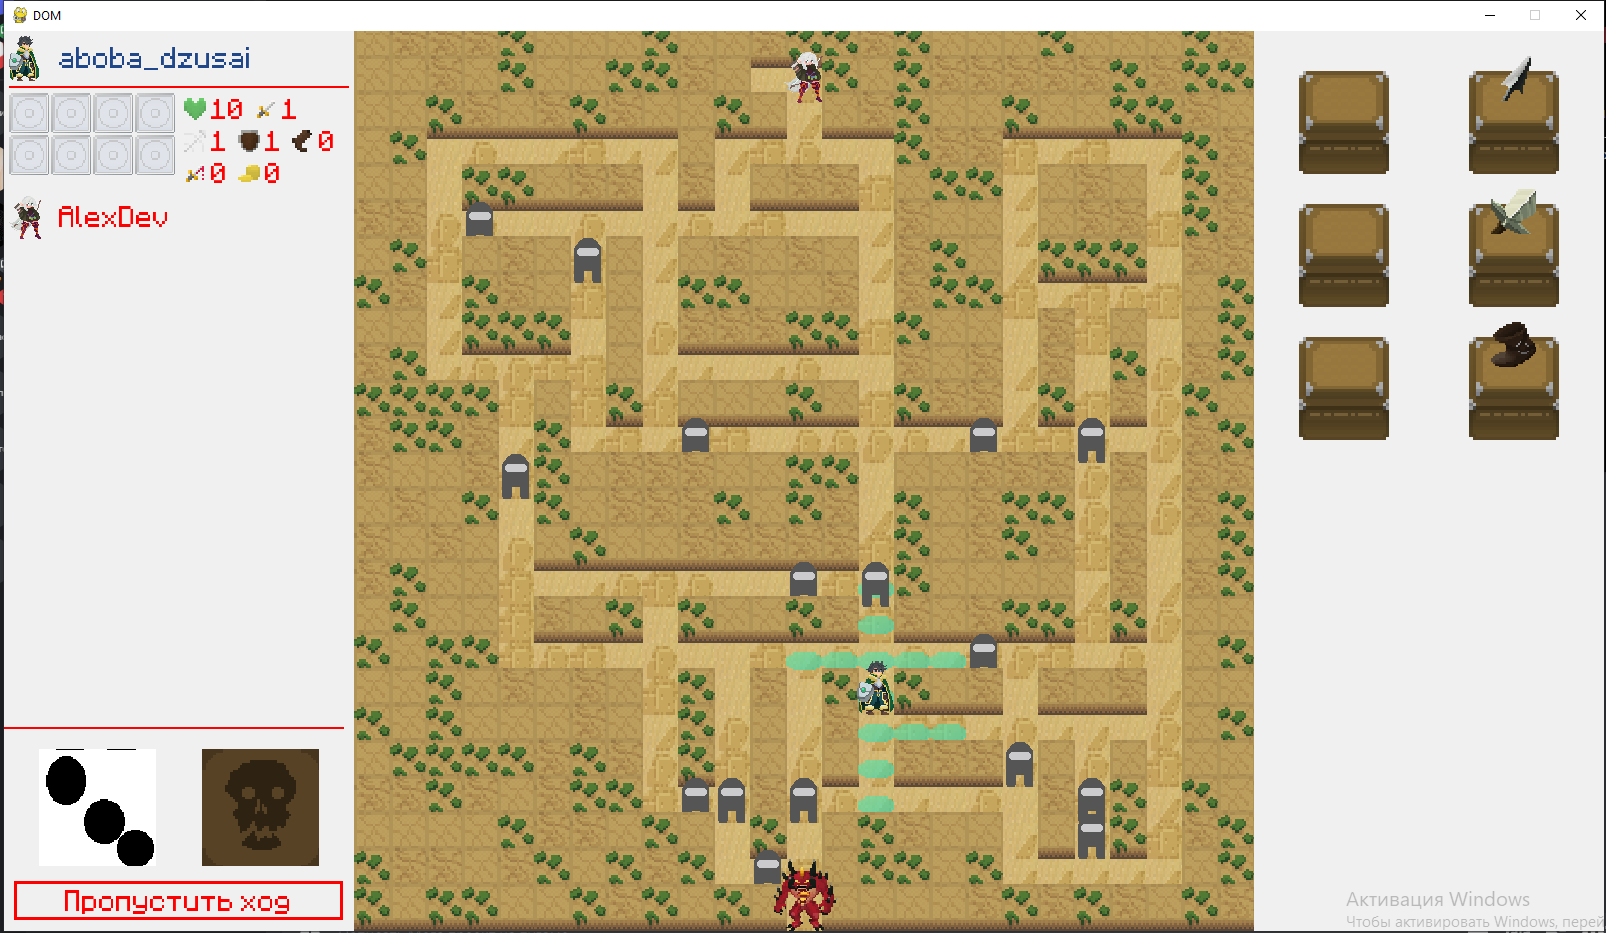 DOM
aboba_dzusai
10 1
1 1 0
0 0
AlexDev
Пропустить ход
Активация Windows
Чтобы активировать Windows, перей